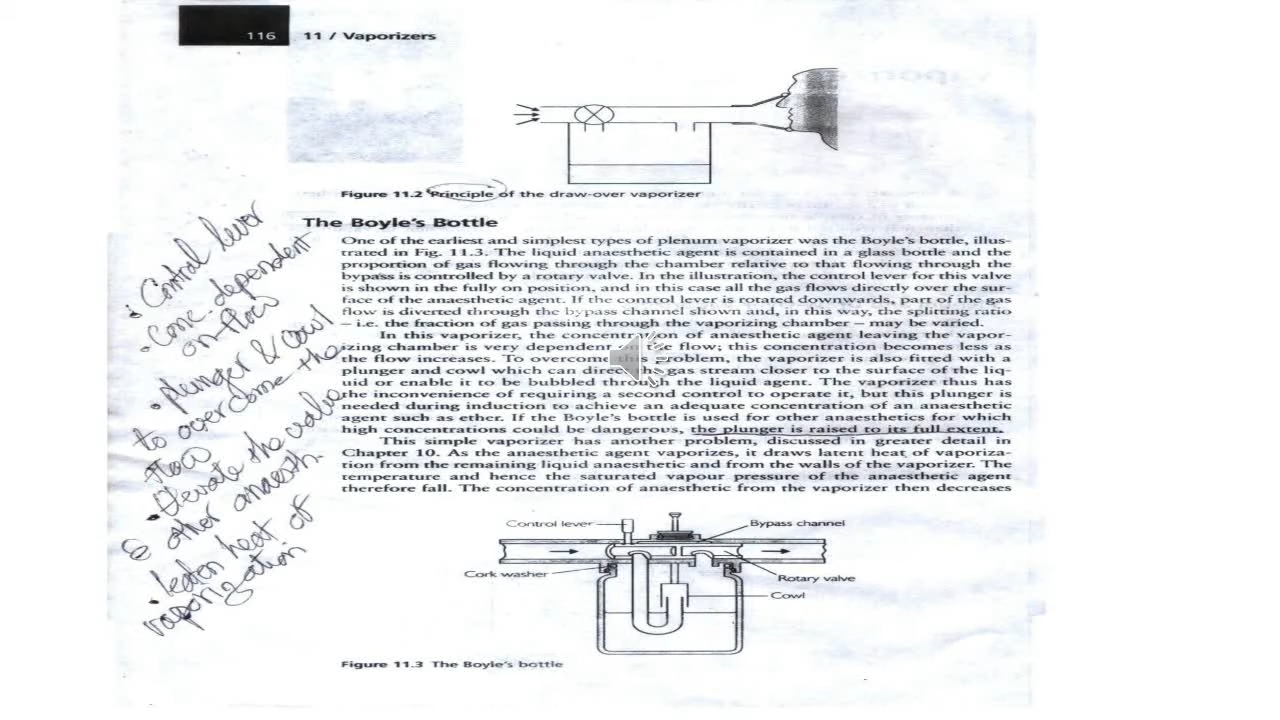 116 11 / Vaporizers
Figure 11.2 Principle of the draw-over vaporizer
The Boyle's Bottle
One of the earliest and simplest types of plenum vaporizer was the Boyle's bottle, illus-
trated in Fig. 11.3. The liquid anaesthetic agent is contained in a glass bottle and the
proportion of gas flowing through the chamber relative to that flowing through the
bypass is controlled by a rotary valve. In the illustration, the control lever for this valve
is shown in the fully on position, and in this case all the gas flows directly over the sur-
face of the anaesthetic agent. If the control lever is rotated downwards, part of the gas
flow is diverted through the bypass channel shown and, in this way, the splitting ratio
– i.e. the fraction of gas passing through the vaporizing chamber – may be varied.
In this vaporizer, the concentration of anaesthetic agent leaving the vapor-
izing chamber is very dependent on the flow; this concentration becomes less as
the flow increases. To overcome this problem, the vaporizer is also fitted with a
plunger and cowl which can direct the gas stream closer to the surface of the liq-
uid or enable it to be bubbled through the liquid agent. The vaporizer thus has
the inconvenience of requiring a second control to operate it, but this plunger is
needed during induction to achieve an adequate concentration of an anaesthetic
agent such as ether. If the Boyle's bottle is used for other anaesthetics for which
high concentrations could be dangerous, the plunger is raised to its full extent.
This simple vaporizer has another problem, discussed in greater detail in
Chapter 10. As the anaesthetic agent vaporizes, it draws latent heat of vaporiza-
tion from the remaining liquid anaesthetic and from the walls of the vaporizer. The
temperature and hence the saturated vapour pressure of the anaesthetic agent
therefore fall. The concentration of anaesthetic from the vaporizer then decreases
• Control lever
• Conc. dependent
on flow
• plunger & Cowl
to overcome the
flow
• Elevate the valve
other anaesth.
• heat of
vaporization
Control lever
Bypass channel
Cork washer
Rotary valve
Cowl
Figure 11.3 The Boyle's bottle